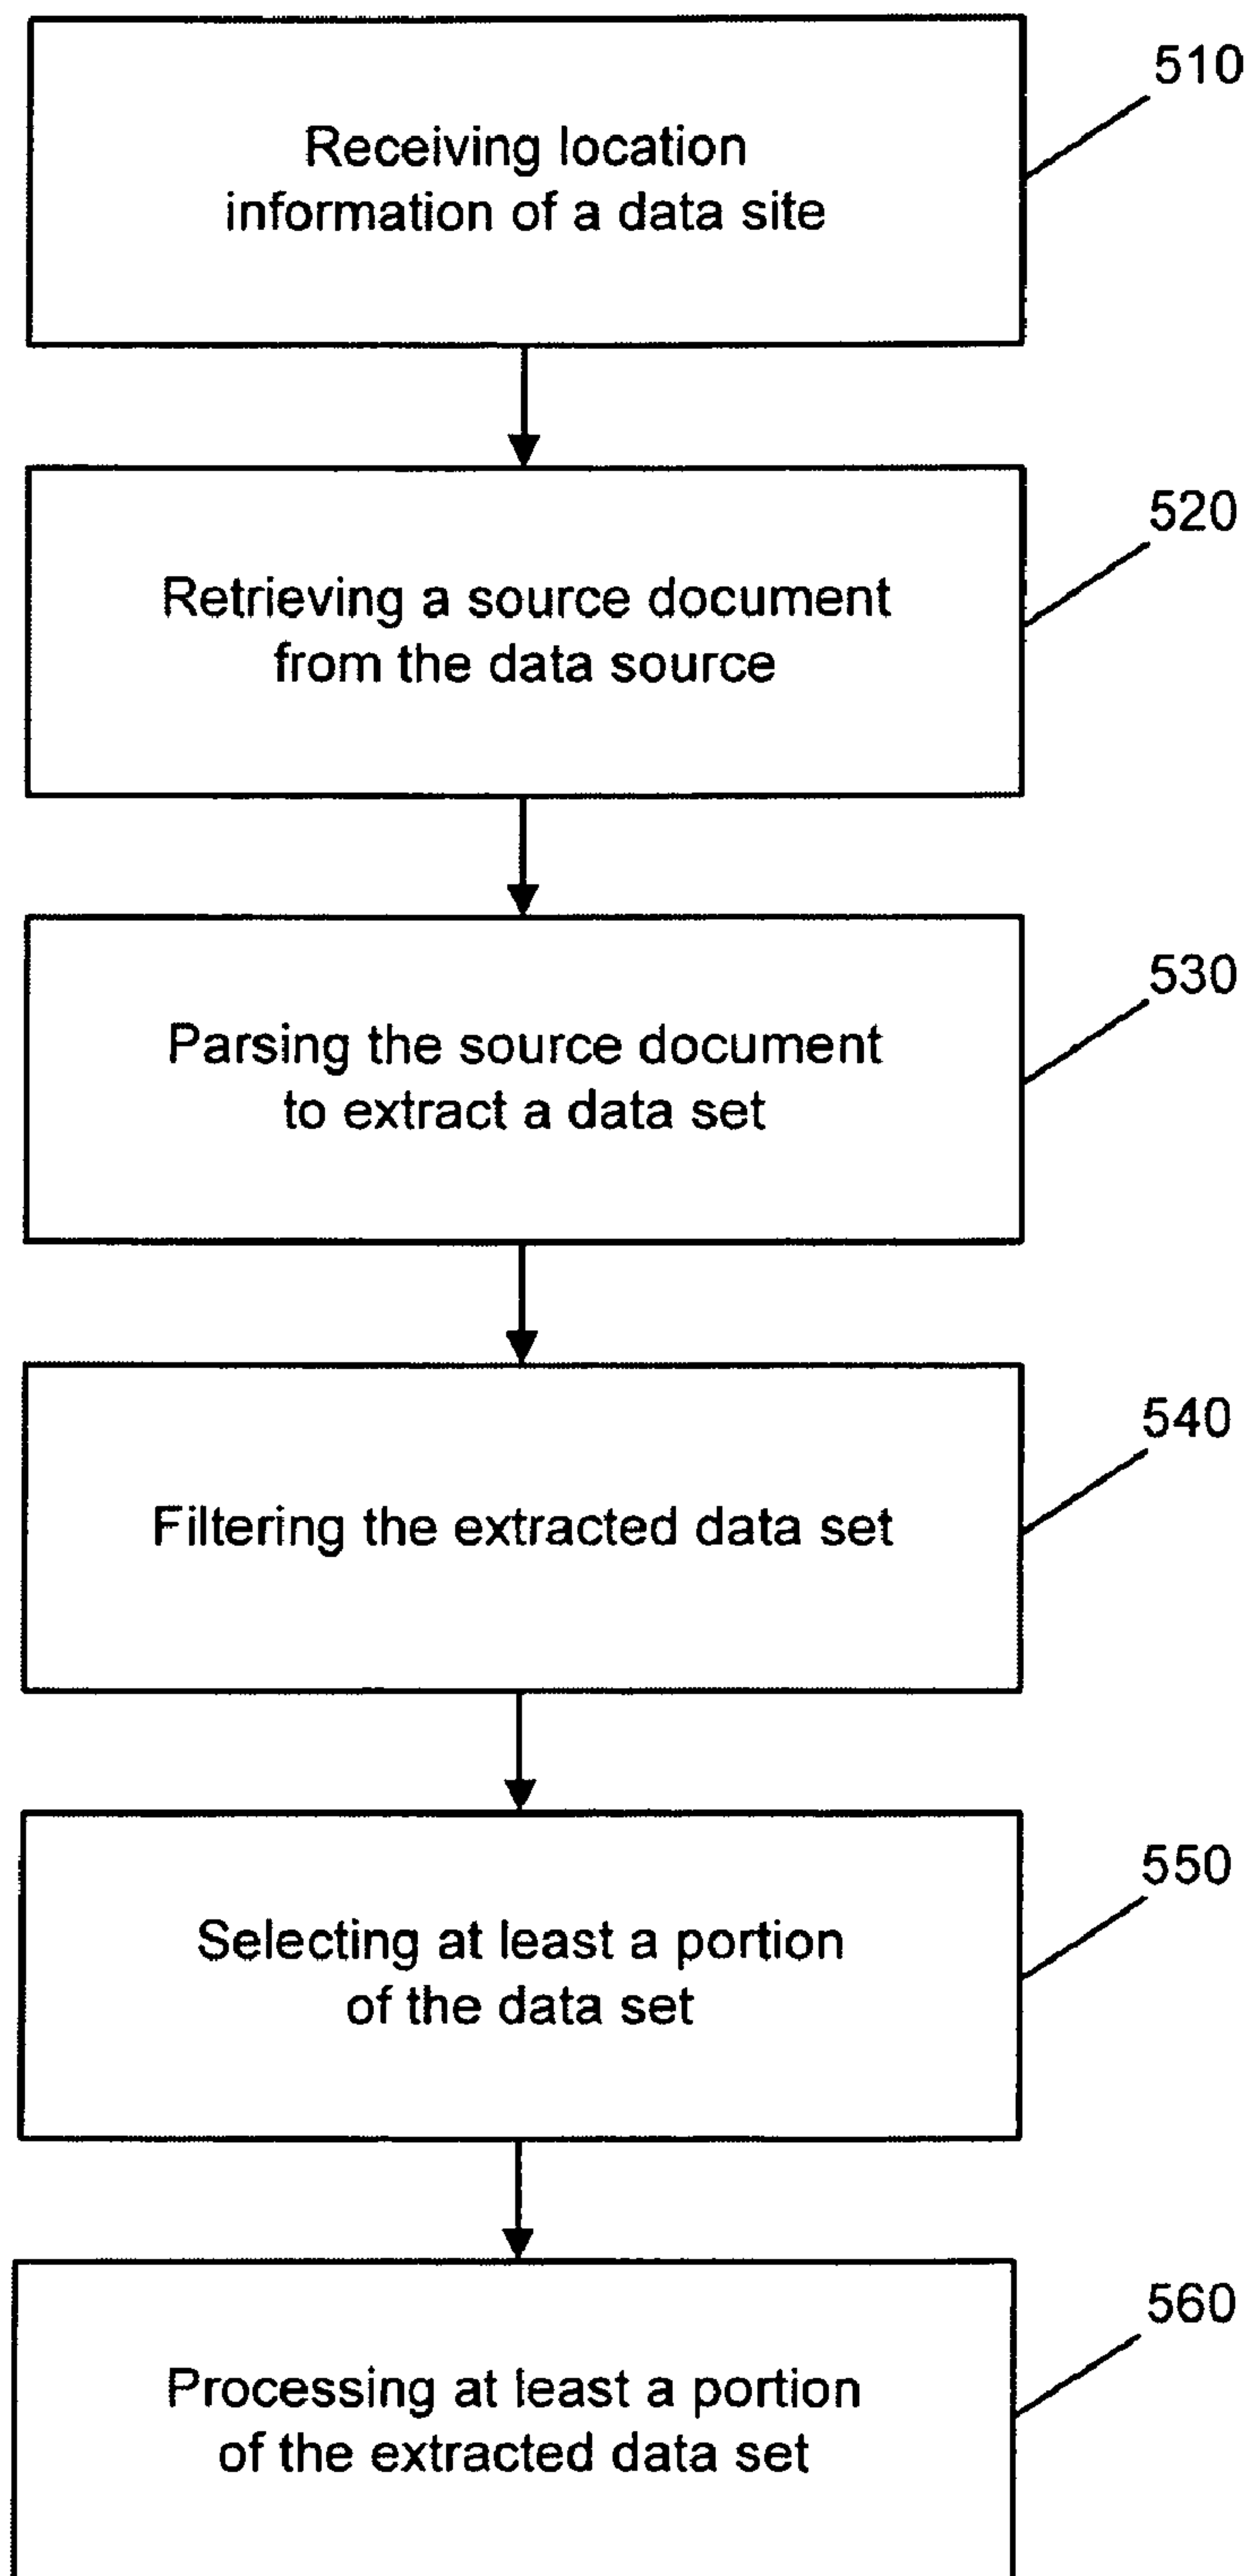 510
Receiving location
information of a data site
520
Retrieving a source document
from the data source
530
Parsing the source document
to extract a data set
540
Filtering the extracted data set
550
Selecting at least a portion
of the data set
560
Processing at least a portion
of the extracted data set